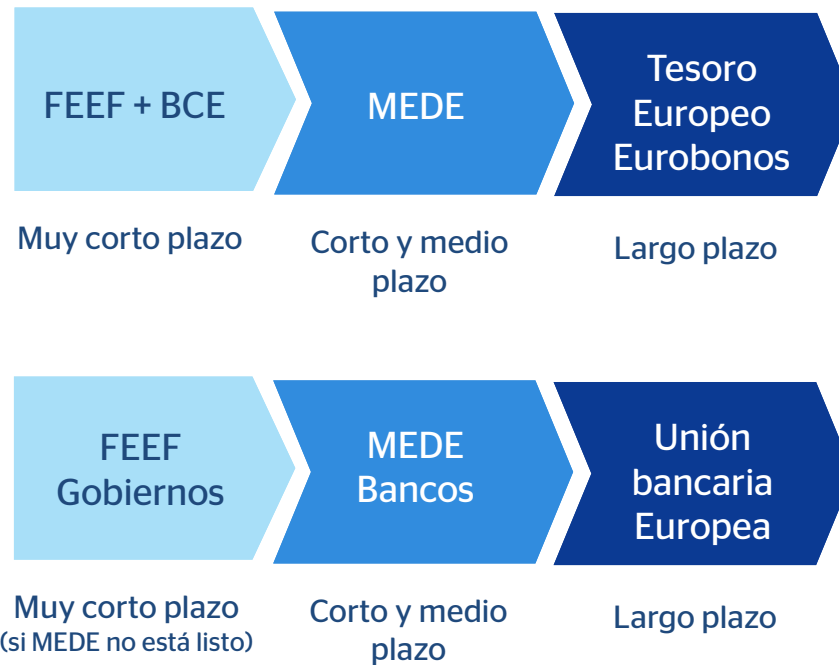 FEEF + BCE
MEDE
Tesoro
Europeo
Eurobonos
Muy corto plazo
Corto y medio
plazo
Largo plazo
FEEF
Gobiernos
MEDE
Bancos
Unión
bancaria
Europea
Muy corto plazo
(si MEDE no está listo)
Corto y medio
plazo
Largo plazo